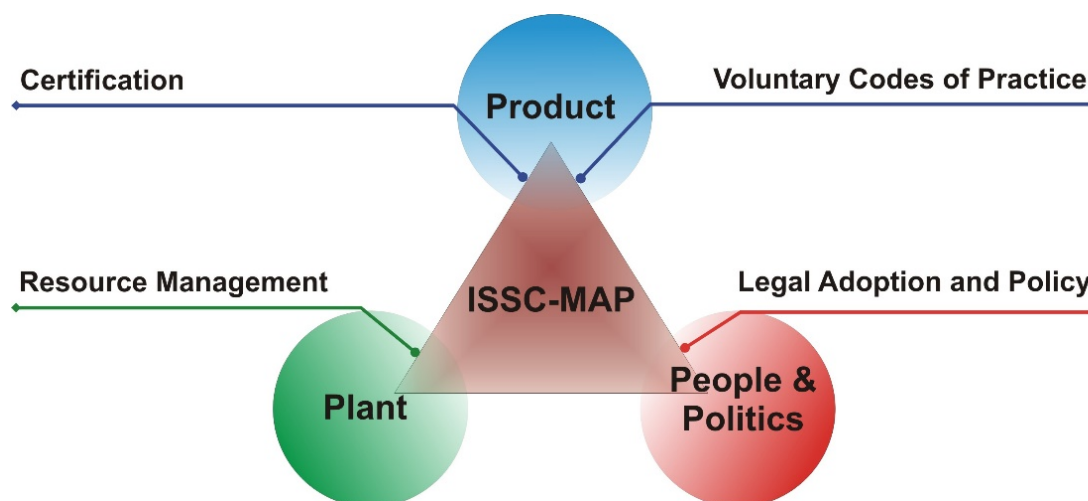 Certification
Voluntary Codes of Practice
Product
Resource Management
Legal Adoption and Policy
ISSC-MAP
Plant
People &
Politics